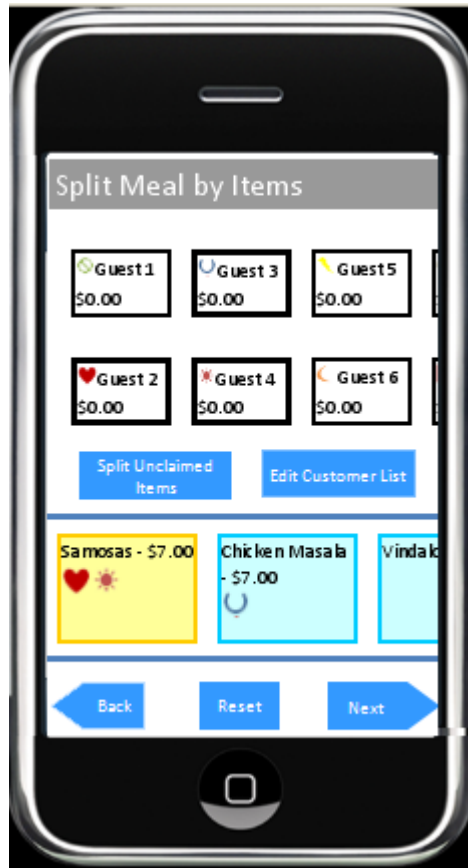 Split Meal by Items
Guest 1
$0.00
Guest 3
$0.00
Guest 5
$0.00
Guest 2
$0.00
Guest 4
$0.00
Guest 6
$0.00
Split Unclaimed
Items
Edit Customer List
Samosas - $7.00
Chicken Masala
- $7.00
Back
Reset
Next